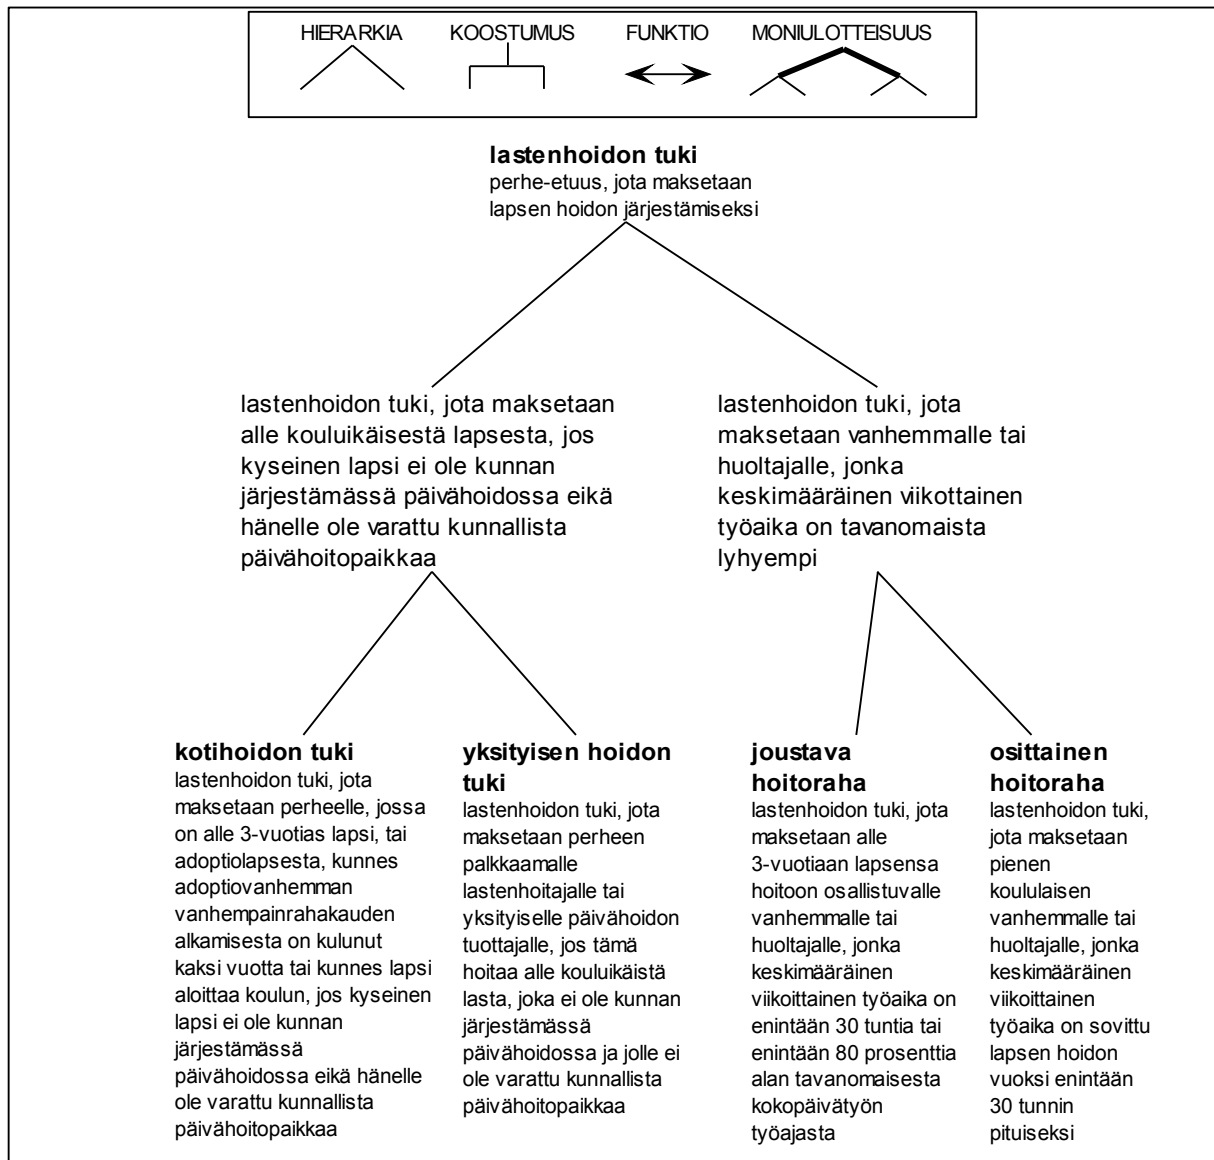 HIERARKIA KOOSTUMUS FUNKTIO MONIULOTTEISUUS
lastenhoidon tuki
perhe-etuus, jota maksetaan
lapsen hoidon järjestämiseksi
lastenhoidon tuki, jota maksetaan
alle kouluikäisestä lapsesta, jos
kyseinen lapsi ei ole kunnan
järjestämässä päivähoidossa eikä
hänelle ole varattu kunnallista
päivähoitopaikkaa
lastenhoidon tuki, jota
maksetaan vanhemmalle tai
huoltajalle, jonka
keskimääräinen viikottainen
työaika on tavanomaista
lyhyempi
kotihoidon tuki
lastenhoidon tuki, jota
maksetaan perheelle, jossa
on alle 3-vuotias lapsi, tai
adoptiolapsesta, kunnes
adoptiovanhemman
vanhempainrahakauden
alkamisesta on kulunut
kaksi vuotta tai kunnes lapsi
aloittaa koulun, jos kyseinen
lapsi ei ole kunnan
järjestämässä
päivähoidossa eikä hänelle
ole varattu kunnallista
päivähoitopaikkaa
yksityisen hoidon
tuki
lastenhoidon tuki, jota
maksetaan perheen
palkkaamalle
lastenhoitajalle tai
yksityiselle päivähoidon
tuottajalle, jos tämä
hoitaa alle kouluikäistä
lasta, joka ei ole kunnan
järjestämässä
päivähoidossa ja jolle ei
ole varattu kunnallista
päivähoitopaikkaa
joustava
hoitoraha
lastenhoidon tuki, jota
maksetaan alle
3-vuotiaan lapsensa
hoitoon osallistuvalle
vanhemmalle tai
huoltajalle, jonka
keskimääräinen
viikoittainen työaika on
enintään 30 tuntia tai
enintään 80 prosenttia
alan tavanomaisesta
kokopäivätyön
työajasta
osittainen
hoitoraha
lastenhoidon tuki,
jota maksetaan
pienen
koululaisen
vanhemmalle tai
huoltajalle, jonka
keskimääräinen
viikoittainen
työaika on sovittu
lapsen hoidon
vuoksi enintään
30 tunnin
pituiseksi